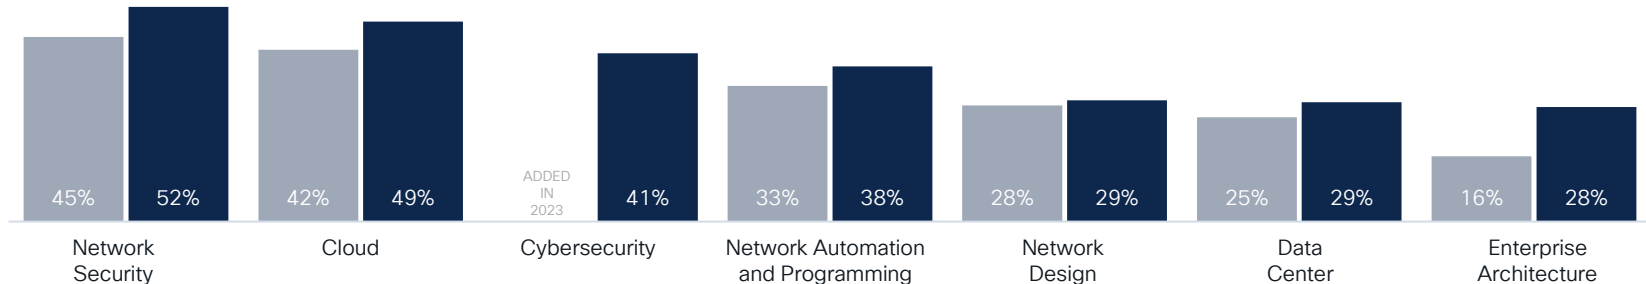 45%
52%
42%
49%
ADDED
IN
2023
41%
33%
38%
28%
29%
25%
29%
16%
28%
Network
Security
Cloud
Cybersecurity
Network Automation
and Programming
Network
Design
Data
Center
Enterprise
Architecture